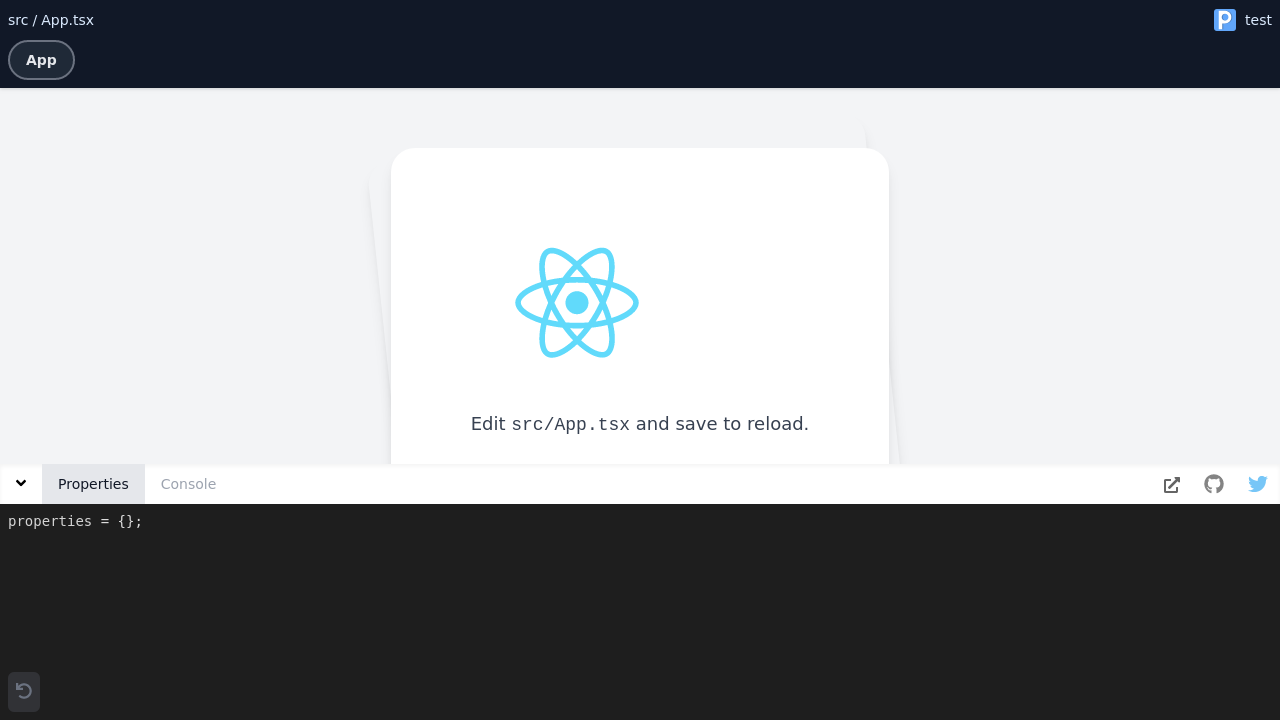 src / App.tsx
P test
App
Edit src/App.tsx and save to reload.
Properties Console
properties = {};